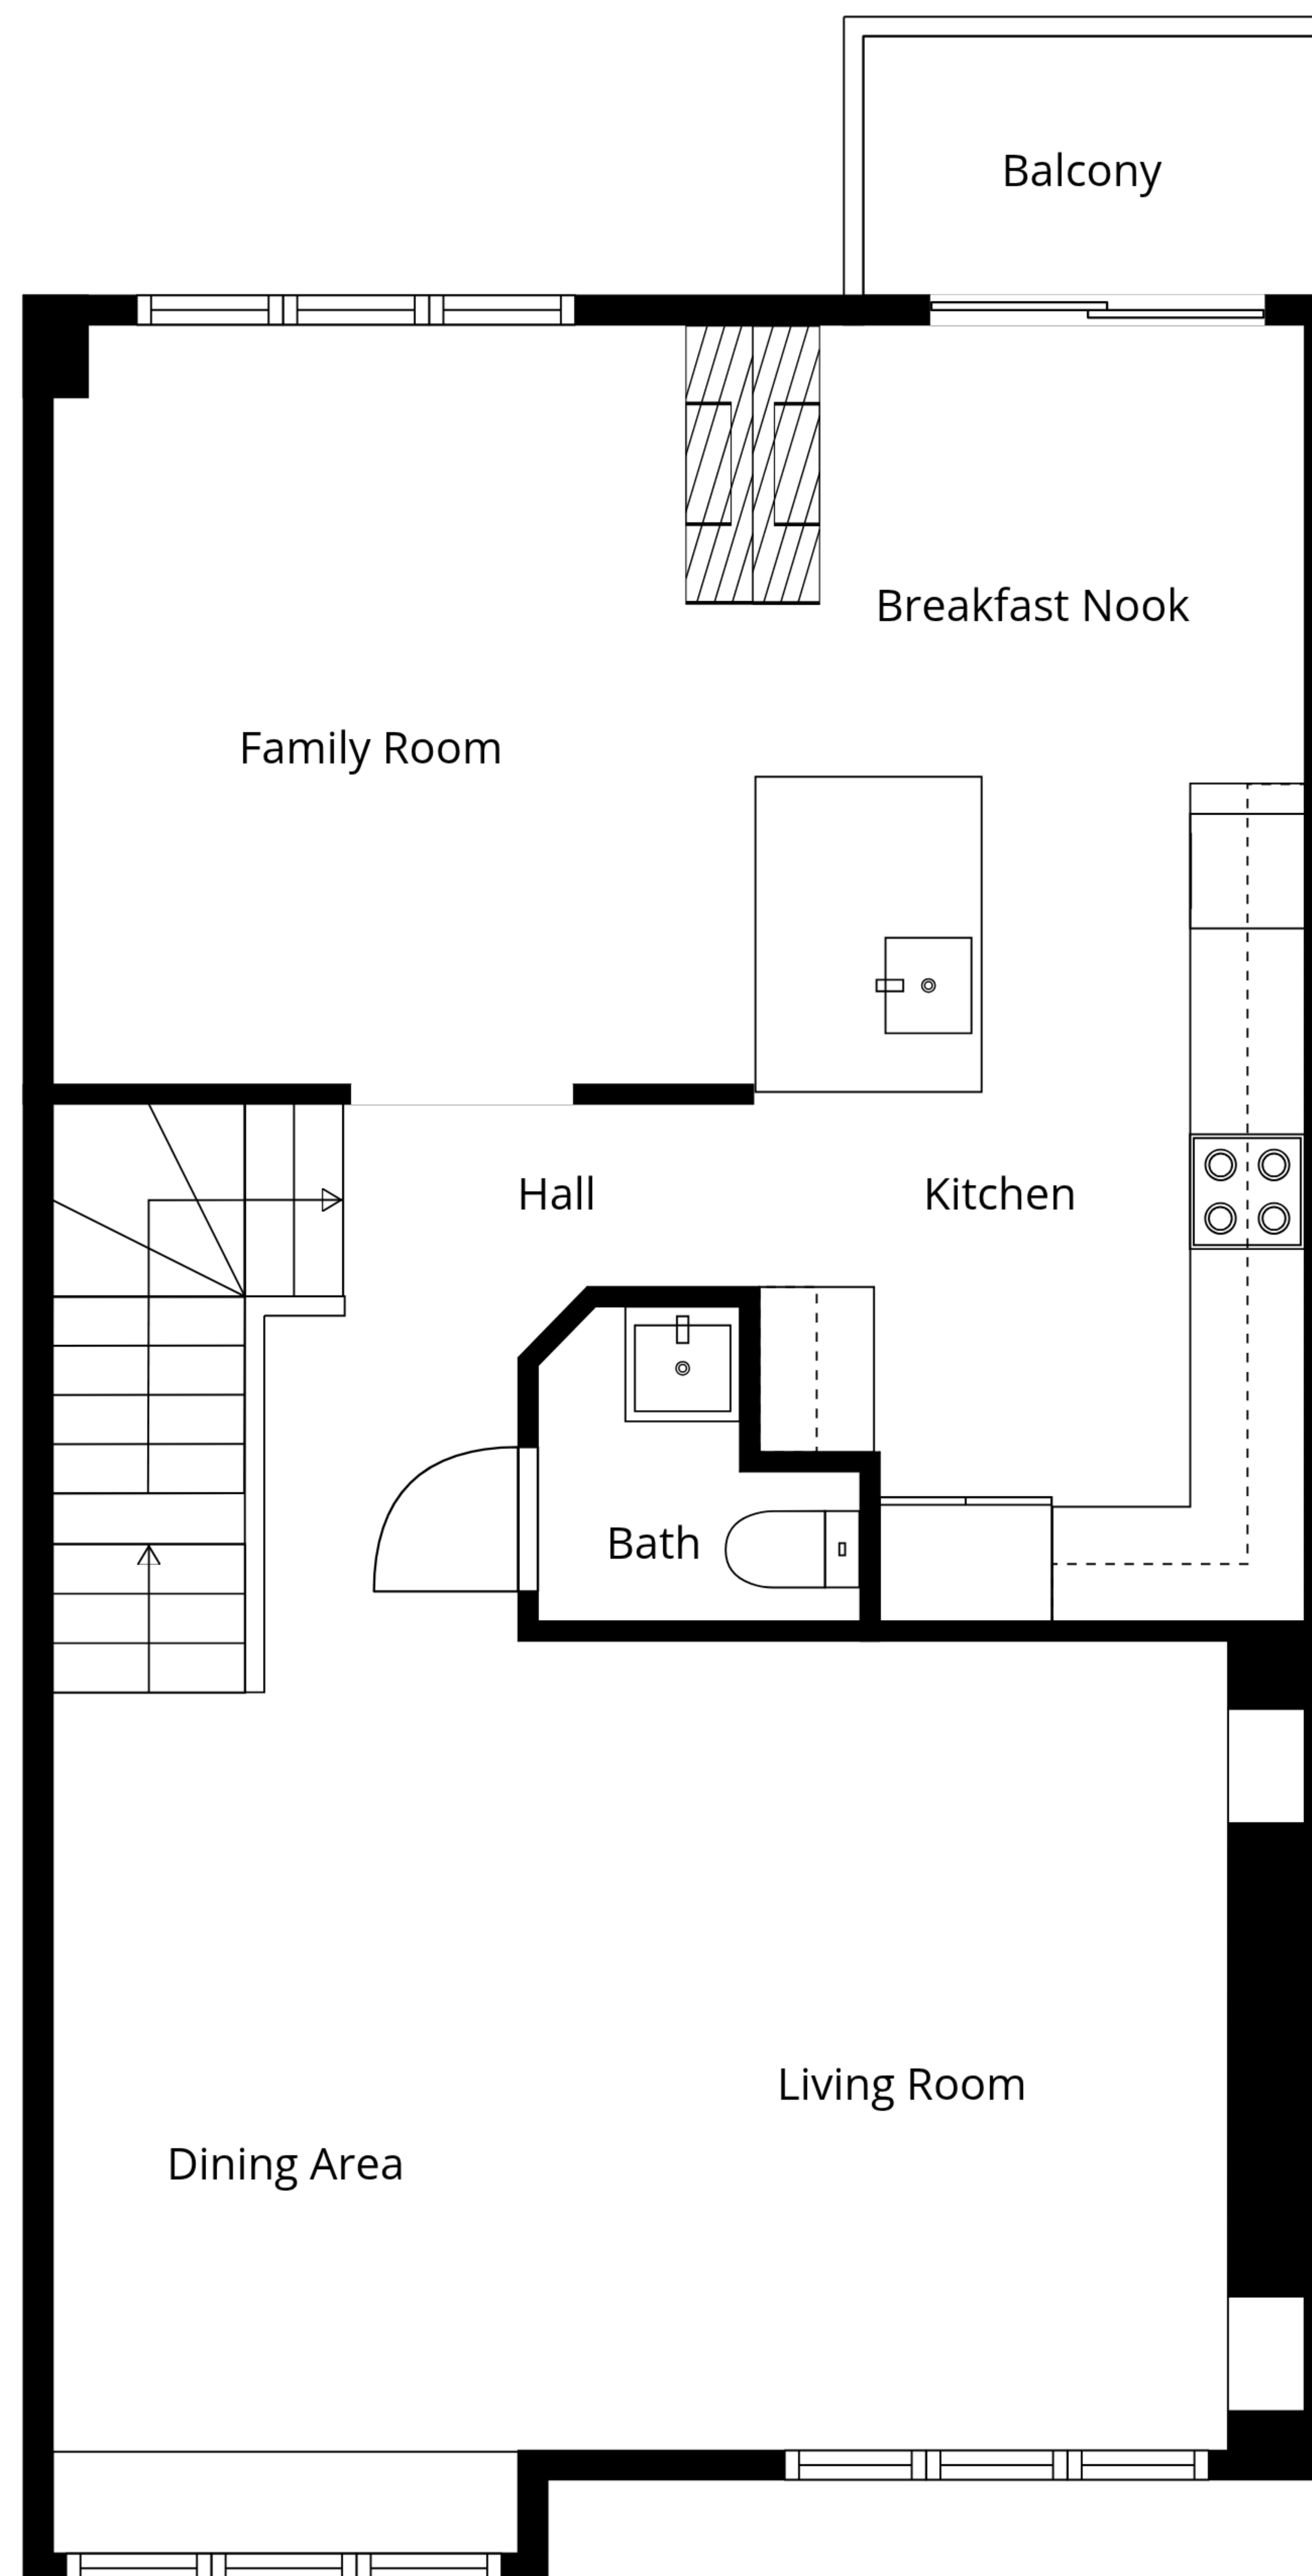 Balcony
Breakfast Nook
Family Room
Hall
Kitchen
Bath
Living Room
Dining Area